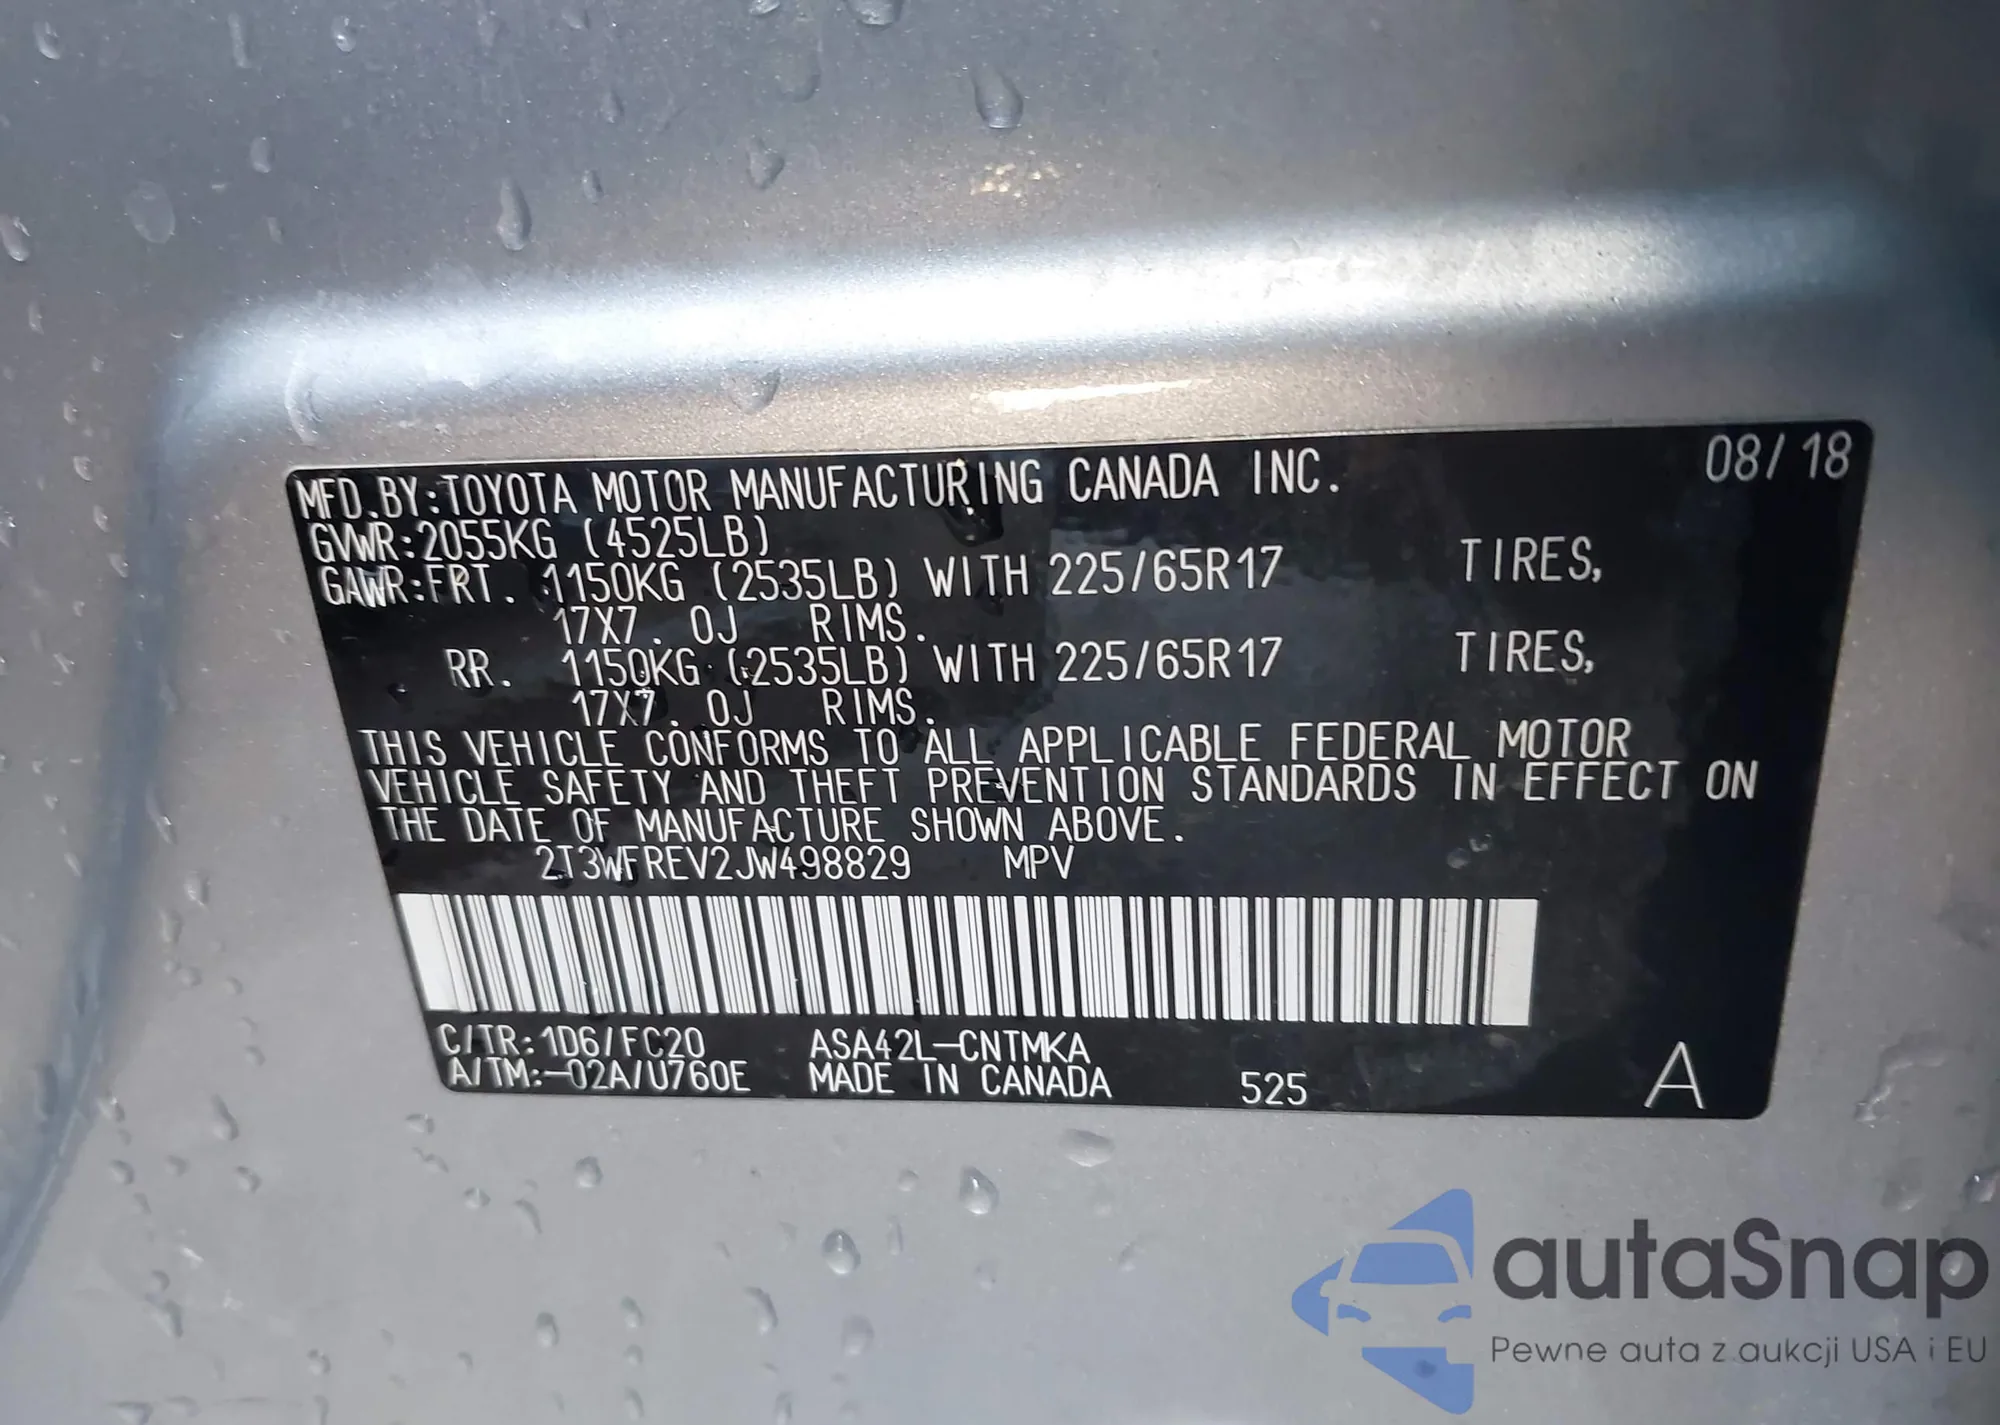 08/18
MFD.BY:TOYOTA MOTOR MANUFACTURING CANADA INC.
GVWR:2055KG (4525LB)
GAWR:FRT. 1150KG (2535LB) WITH 225/65R17 TIRES,
17X7.0J RIMS.
RR. 1150KG (2535LB) WITH 225/65R17 TIRES,
17X7.0J RIMS.
THIS VEHICLE CONFORMS TO ALL APPLICABLE FEDERAL MOTOR
VEHICLE SAFETY AND THEFT PREVENTION STANDARDS IN EFFECT ON
THE DATE OF MANUFACTURE SHOWN ABOVE.
2T3WFREV2JW498829 MPV
C/TR:1D6/FC20 ASA42L-CNTMKA
A/TM:-02A/U760E MADE IN CANADA 525 A
autaSnap
Pewne auta z aukcji USA i EU